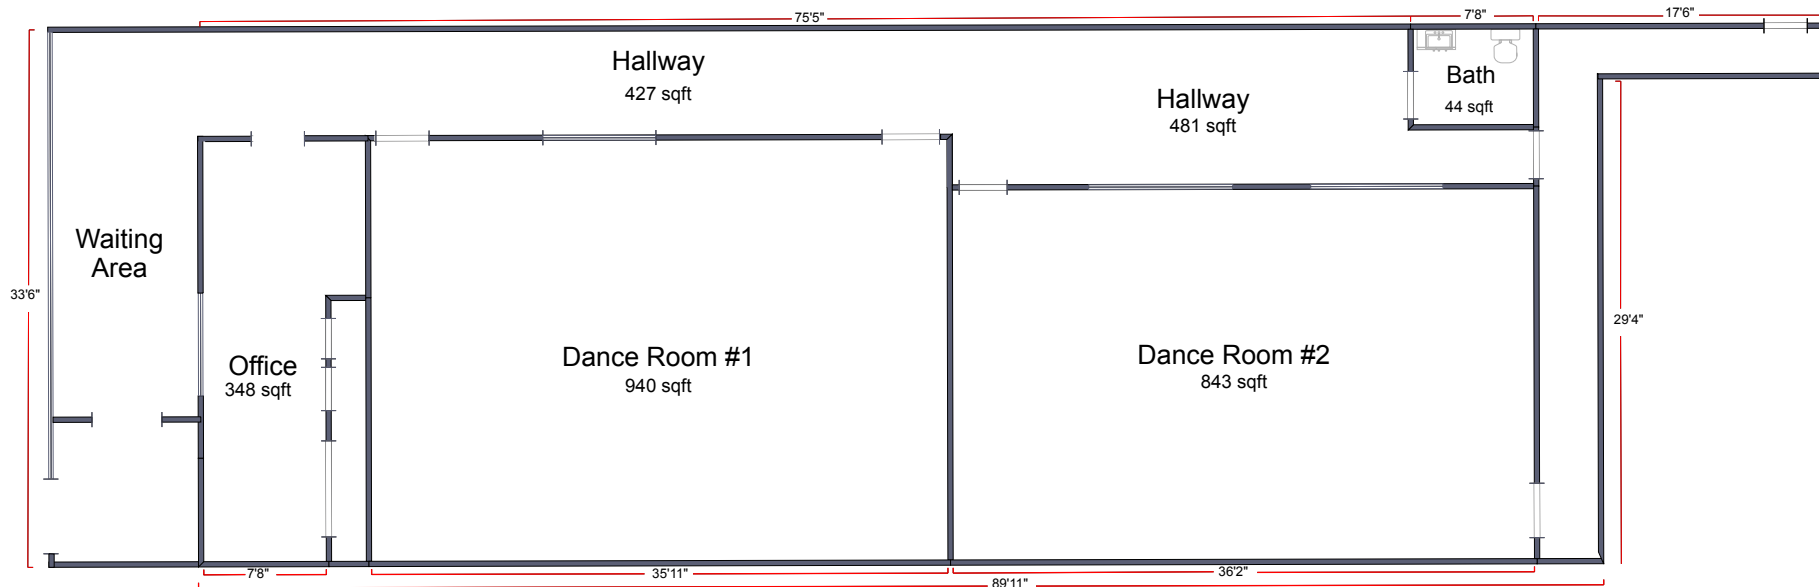 75'5"
7'8"
17'6"
Hallway
427 sqft
Hallway
481 sqft
Bath
44 sqft
Waiting
Area
33'6"
Office
348 sqft
Dance Room #1
940 sqft
Dance Room #2
843 sqft
29'4"
7'8"
35'11"
36'2"
89'11"